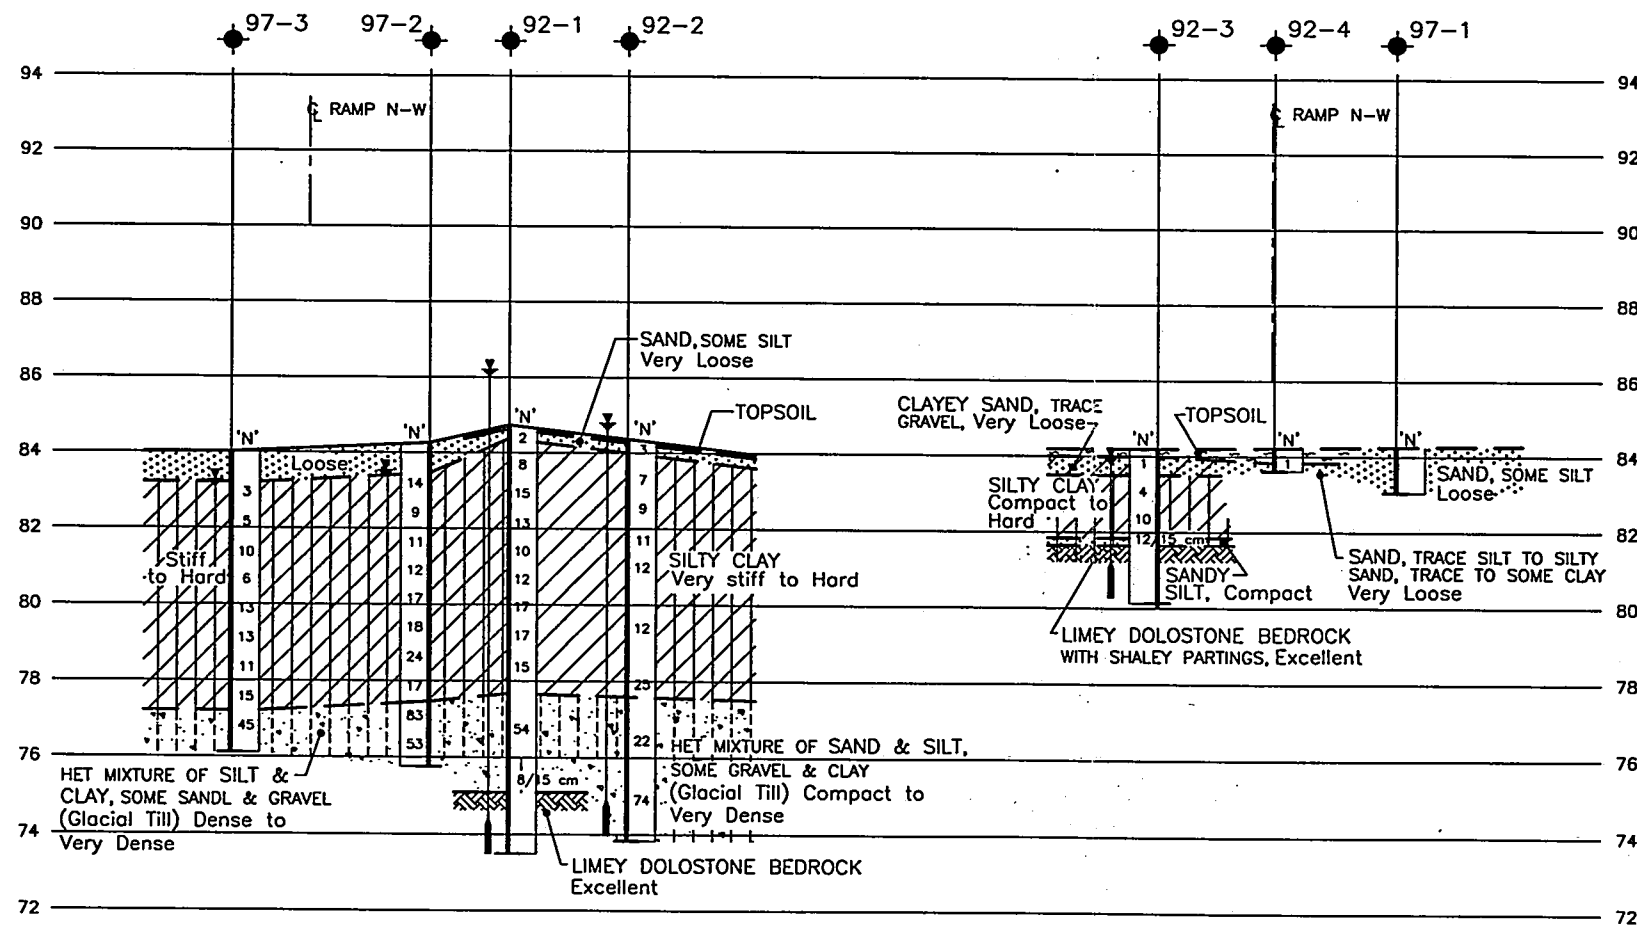 97-3
97-2
92-1
92-2
92-3
92-4
97-1
94
94
℄ RAMP N-W
℄ RAMP N-W
92
92
90
90
88
88
SAND, SOME SILT
Very Loose
86
86
TOPSOIL
CLAYEY SAND, TRACE
GRAVEL, Very Loose
TOPSOIL
'N'
'N'
'N'
'N'
'N'
'N'
'N'
84
84
Loose
3
5
10
6
13
13
11
15
45
14
9
11
12
17
18
24
17
83
53
2
8
15
13
10
12
17
17
15
54
8/15 cm
3
7
9
11
12
12
23
22
74
1
4
10
12 15 cm
1
SAND, SOME SILT
Loose
SILTY CLAY
Compact to
Hard
82
82
Stiff
to Hard
SILTY CLAY
Very stiff to Hard
SANDY
SILT, Compact
SAND, TRACE SILT TO SILTY
SAND, TRACE TO SOME CLAY
Very Loose
80
80
LIMEY DOLOSTONE BEDROCK
WITH SHALEY PARTINGS, Excellent
78
78
76
76
HET MIXTURE OF SILT &
CLAY, SOME SANDL & GRAVEL
(Glacial Till) Dense to
Very Dense
HET MIXTURE OF SAND & SILT,
SOME GRAVEL & CLAY
(Glacial Till) Compact to
Very Dense
74
74
LIMEY DOLOSTONE BEDROCK
Excellent
72
72